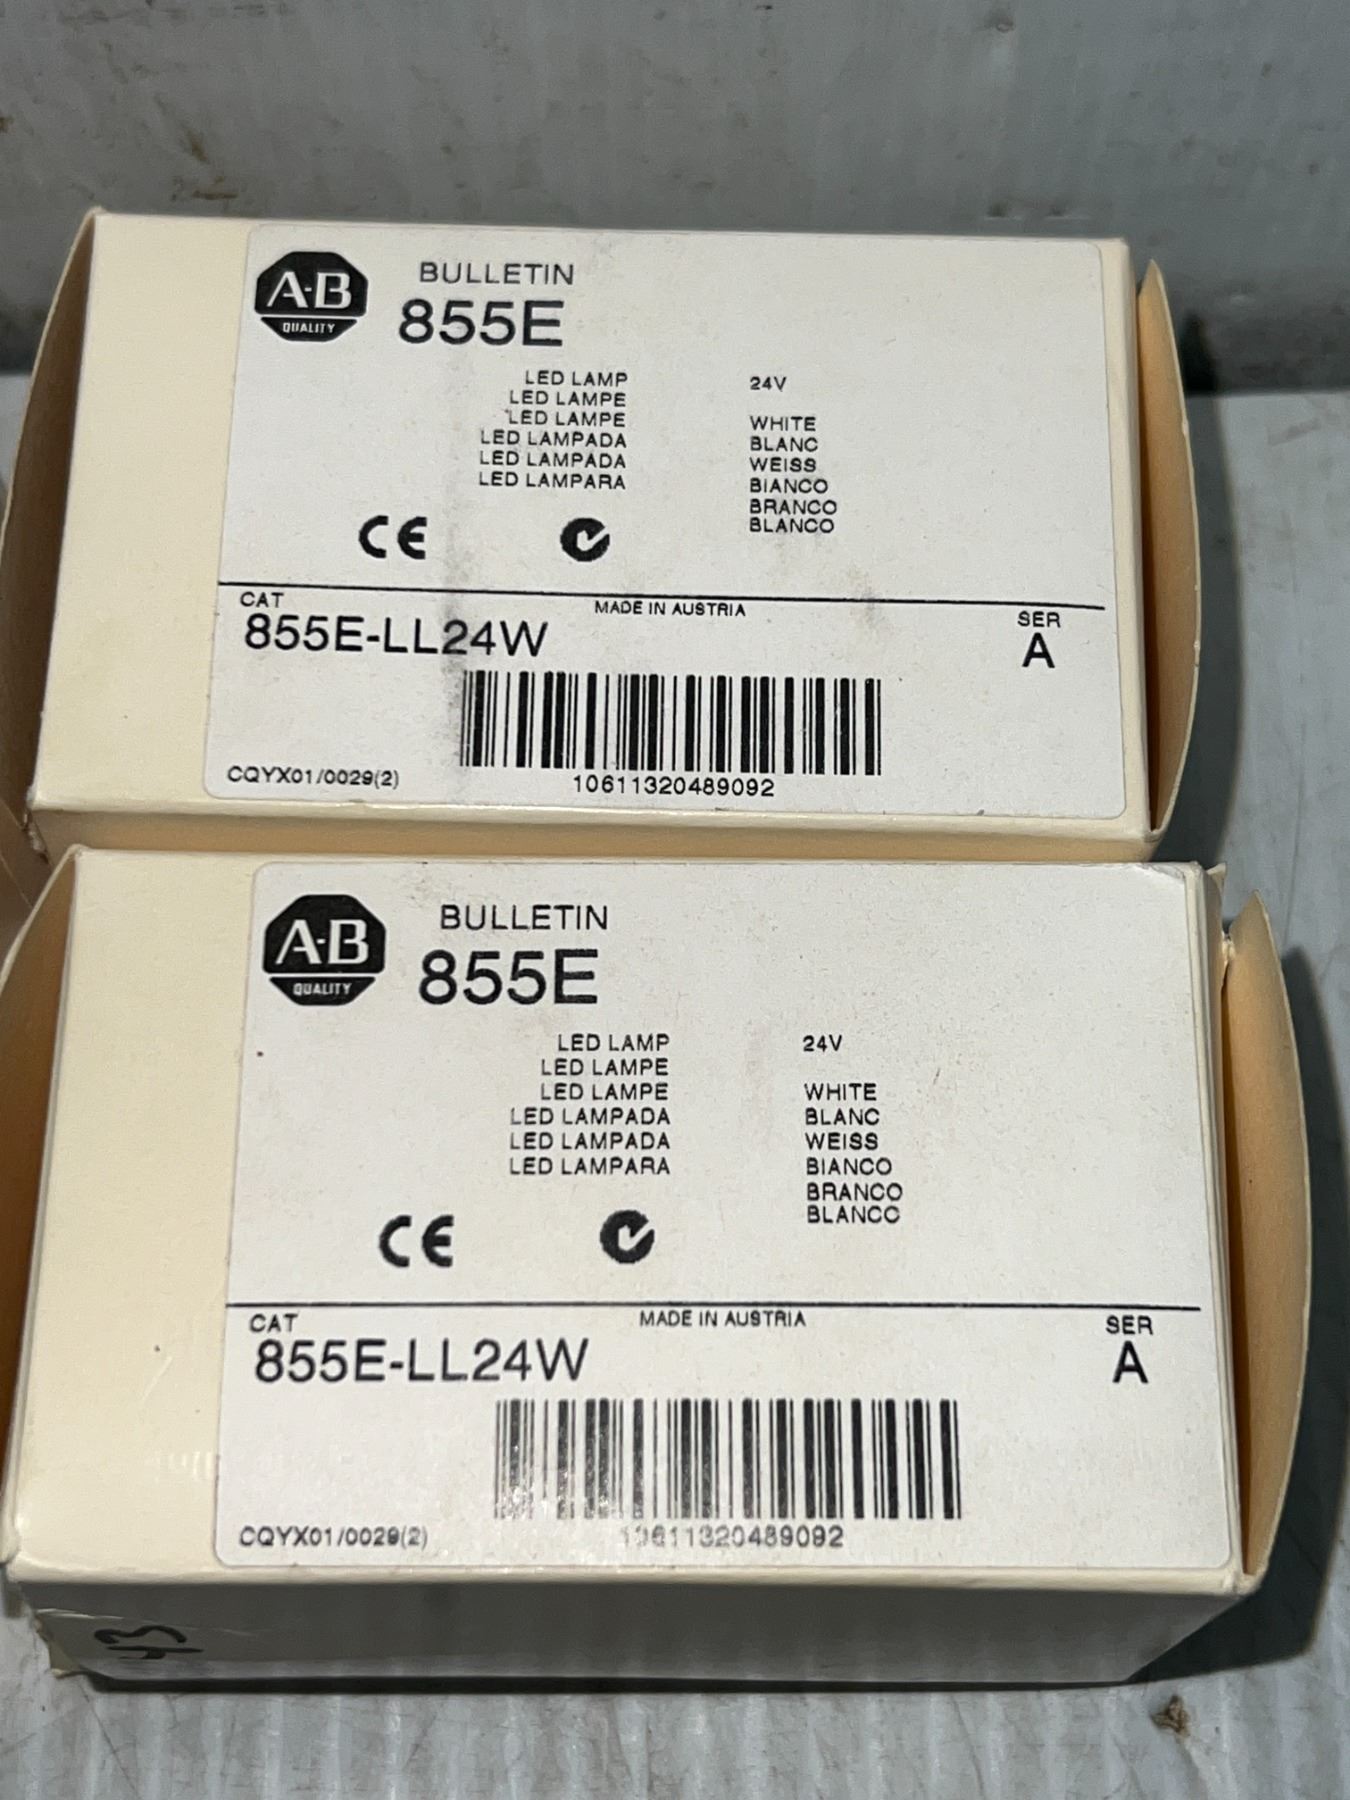 A-B
QUALITY
BULLETIN
855E
LED LAMP 24V
LED LAMPE
LED LAMPE WHITE
LED LAMPADA BLANC
LED LAMPADA WEISS
LED LAMPARA BIANCO
BRANCO
BLANCO
CE
CAT MADE IN AUSTRIA SER
855E-LL24W A
CQYX01/0029(2) 10611320489092
A-B
QUALITY
BULLETIN
855E
LED LAMP 24V
LED LAMPE
LED LAMPE WHITE
LED LAMPADA BLANC
LED LAMPADA WEISS
LED LAMPARA BIANCO
BRANCO
BLANCO
CE
CAT MADE IN AUSTRIA SER
855E-LL24W A
CQYX01/0029(2) 10611320489092